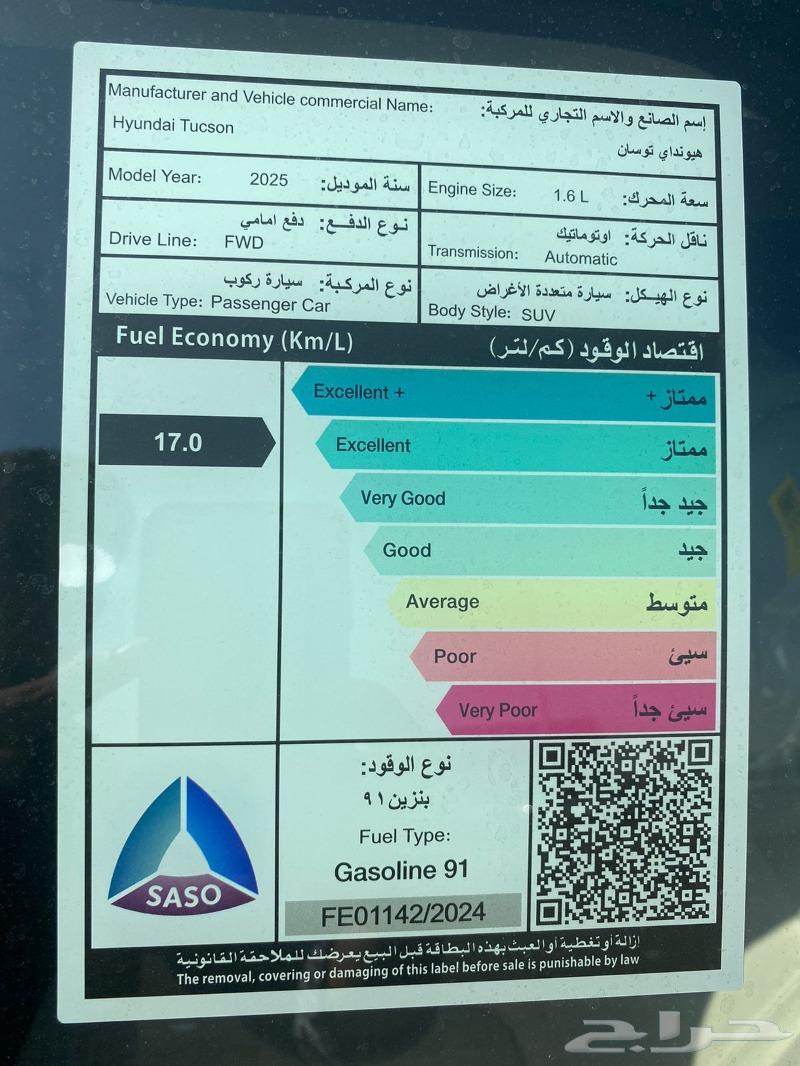 Manufacturer and Vehicle commercial Name:
إسم الصانع والاسم التجاري للمركبة:
Hyundai Tucson
هيونداي توسان
Model Year: 2025 سنة الموديل:
Engine Size: 1.6 L سعة المحرك:
نوع الدفع: دفع امامي
Drive Line: FWD
ناقل الحركة: اوتوماتيك
Transmission: Automatic
نوع المركبة: سيارة ركوب
Vehicle Type: Passenger Car
نوع الهيكل: سيارة متعددة الأغراض
Body Style: SUV
Fuel Economy (Km/L)
اقتصاد الوقود (كم/لتر)
17.0
Excellent + ممتاز +
Excellent ممتاز
Very Good جيد جداً
Good جيد
Average متوسط
Poor سيئ
Very Poor سيئ جداً
SASO
نوع الوقود:
بنزين ٩١
Fuel Type:
Gasoline 91
FE01142/2024
إزالة أو تغطية أو العبث بهذه البطاقة قبل البيع يعرضك للملاحقة القانونية
The removal, covering or damaging of this label before sale is punishable by law
حراج